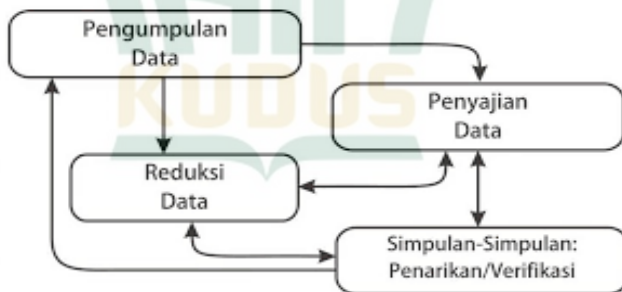 Pengumpulan
Data
KUDUS
Penyajian
Data
Reduksi
Data
Simpulan-Simpulan:
Penarikan/Verifikasi